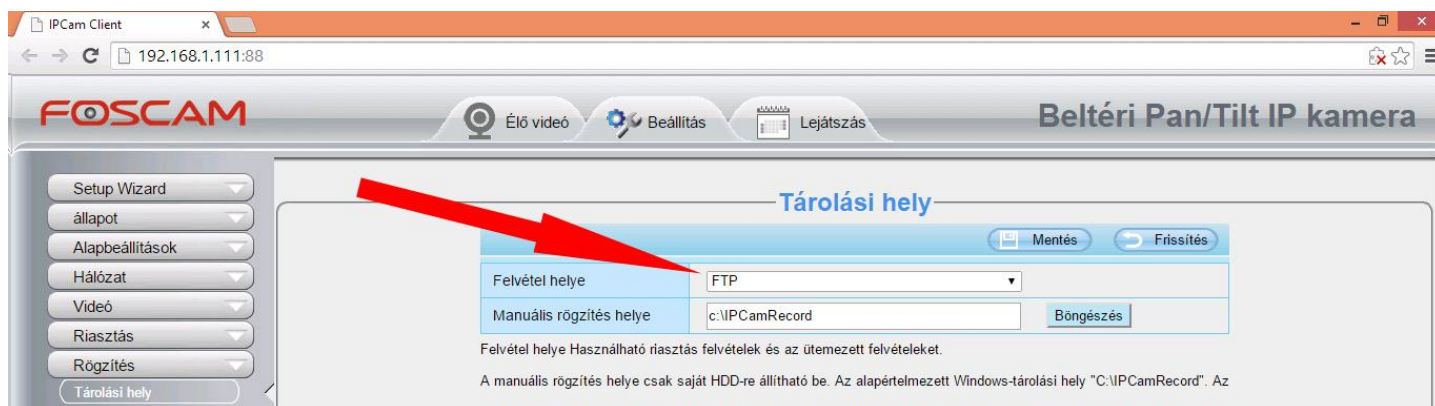 IPCam Client
192.168.1.111:88
FOSCAM
Élő videó
Beállítás
Lejátszás
Beltéri Pan/Tilt IP kamera
Setup Wizard
állapot
Alapbeállítások
Hálózat
Videó
Riasztás
Rögzítés
Tárolási hely
Tárolási hely
Mentés
Frissítés
Felvétel helye
FTP
Manuális rögzítés helye
c:\IPCamRecord
Böngészés
Felvétel helye Használható riasztás felvételek és az ütemezett felvételeket.
A manuális rögzítés helye csak saját HDD-re állítható be. Az alapértelmezett Windows-tárolási hely "C:\IPCamRecord". Az